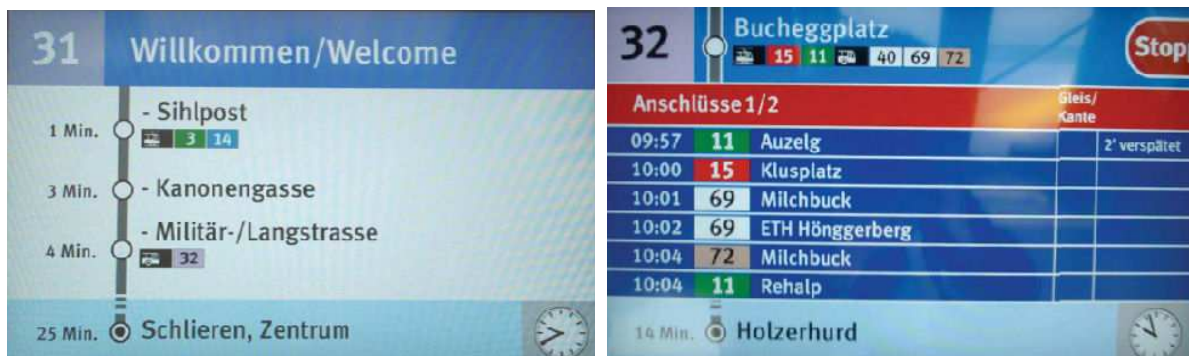 31 Willkommen/Welcome
1 Min. - Sihlpost
3 14
3 Min. - Kanonengasse
4 Min. - Militär-/Langstrasse
32
25 Min. Schlieren, Zentrum
32 Bucheggplatz
15 11 40 69 72
Stop
Anschlüsse 1/2 Gleis/
Kante
09:57 11 Auzelg 2' verspätet
10:00 15 Klusplatz
10:01 69 Milchbuck
10:02 69 ETH Hönggerberg
10:04 72 Milchbuck
10:04 11 Rehalp
14 Min. Holzerhurd